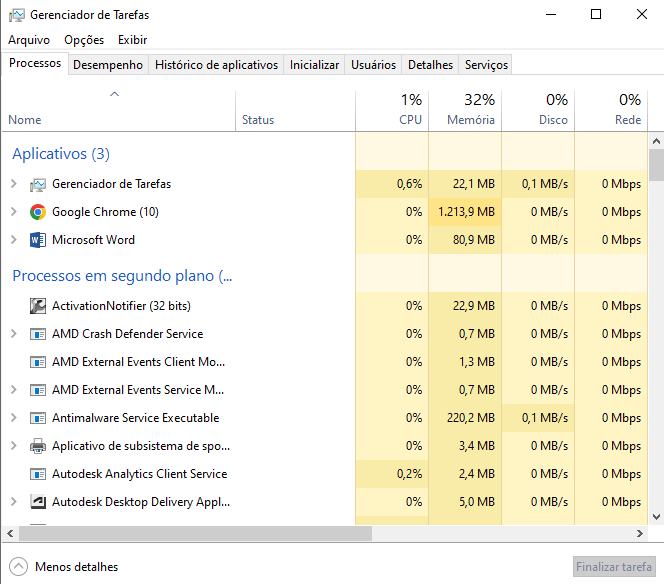 Gerenciador de Tarefas
Arquivo Opções Exibir
Processos Desempenho Histórico de aplicativos Inicializar Usuários Detalhes Serviços
1% 32% 0% 0%
Nome Status CPU Memória Disco Rede
Aplicativos (3)
Gerenciador de Tarefas 0,6% 22,1 MB 0,1 MB/s 0 Mbps
Google Chrome (10) 0% 1.213,9 MB 0 MB/s 0 Mbps
Microsoft Word 0% 80,9 MB 0 MB/s 0 Mbps
Processos em segundo plano (...
ActivationNotifier (32 bits) 0% 22,9 MB 0 MB/s 0 Mbps
AMD Crash Defender Service 0% 0,7 MB 0 MB/s 0 Mbps
AMD External Events Client Mo... 0% 1,3 MB 0 MB/s 0 Mbps
AMD External Events Service M... 0% 0,7 MB 0 MB/s 0 Mbps
Antimalware Service Executable 0% 220,2 MB 0,1 MB/s 0 Mbps
Aplicativo de subsistema de spo... 0% 3,4 MB 0 MB/s 0 Mbps
Autodesk Analytics Client Service 0,2% 2,4 MB 0 MB/s 0 Mbps
Autodesk Desktop Delivery Appl... 0% 5,0 MB 0 MB/s 0 Mbps
Menos detalhes Finalizar tarefa